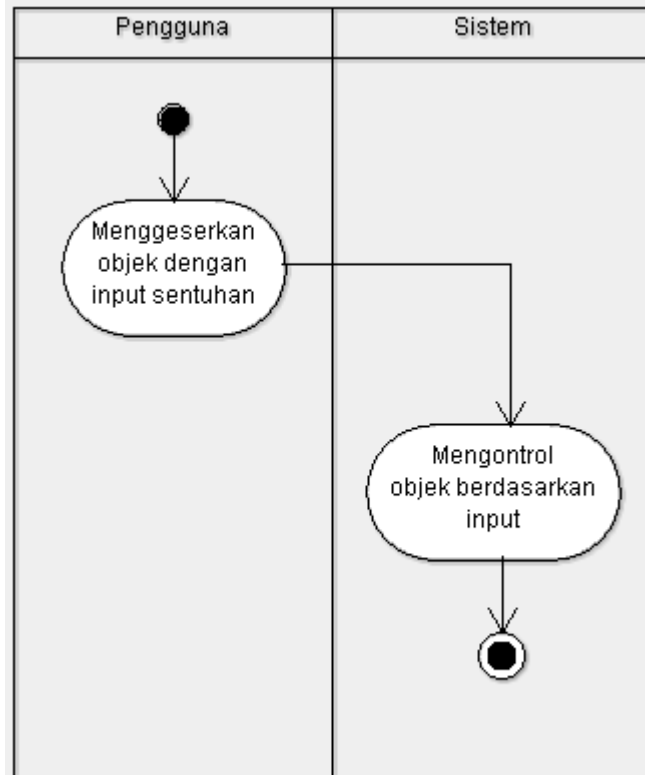 Pengguna
Sistem
Menggeserkan
objek dengan
input sentuhan
Mengontrol
objek berdasarkan
input